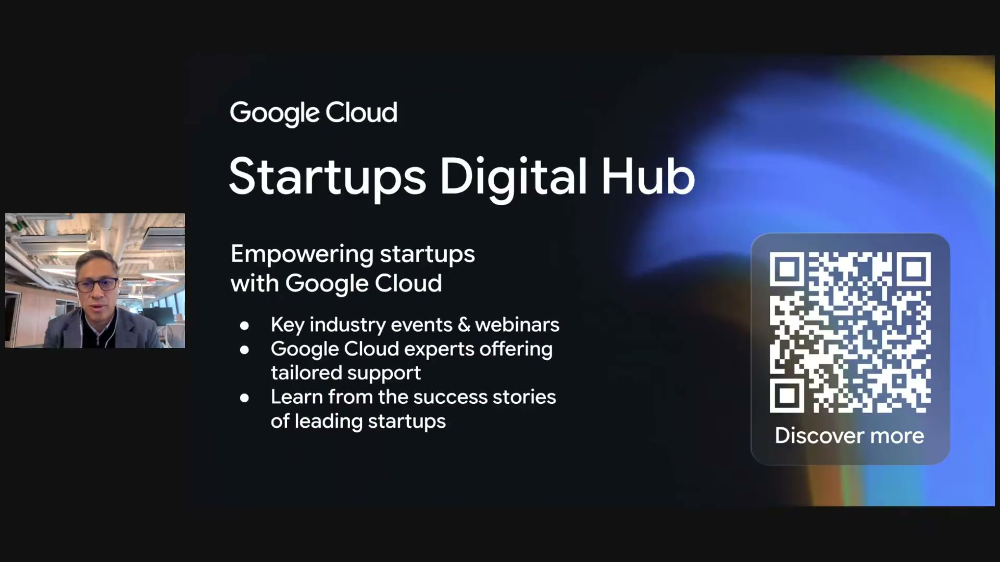 Google Cloud
Startups Digital Hub
Empowering startups
with Google Cloud
● Key industry events & webinars
● Google Cloud experts offering
tailored support
● Learn from the success stories
of leading startups
Discover more